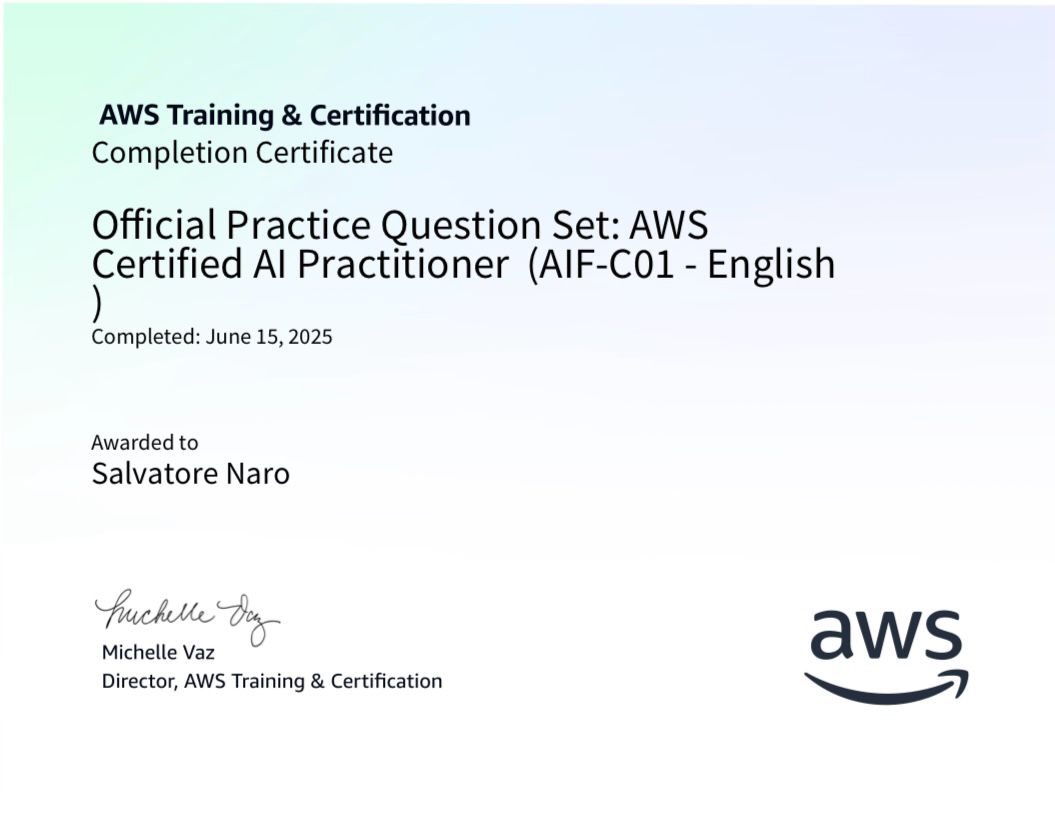 AWS Training & Certification
Completion Certificate
Official Practice Question Set: AWS
Certified AI Practitioner  (AIF-C01 - English
)
Completed: June 15, 2025
Awarded to
Salvatore Naro
Michelle Vaz
Michelle Vaz
Director, AWS Training & Certification
aws